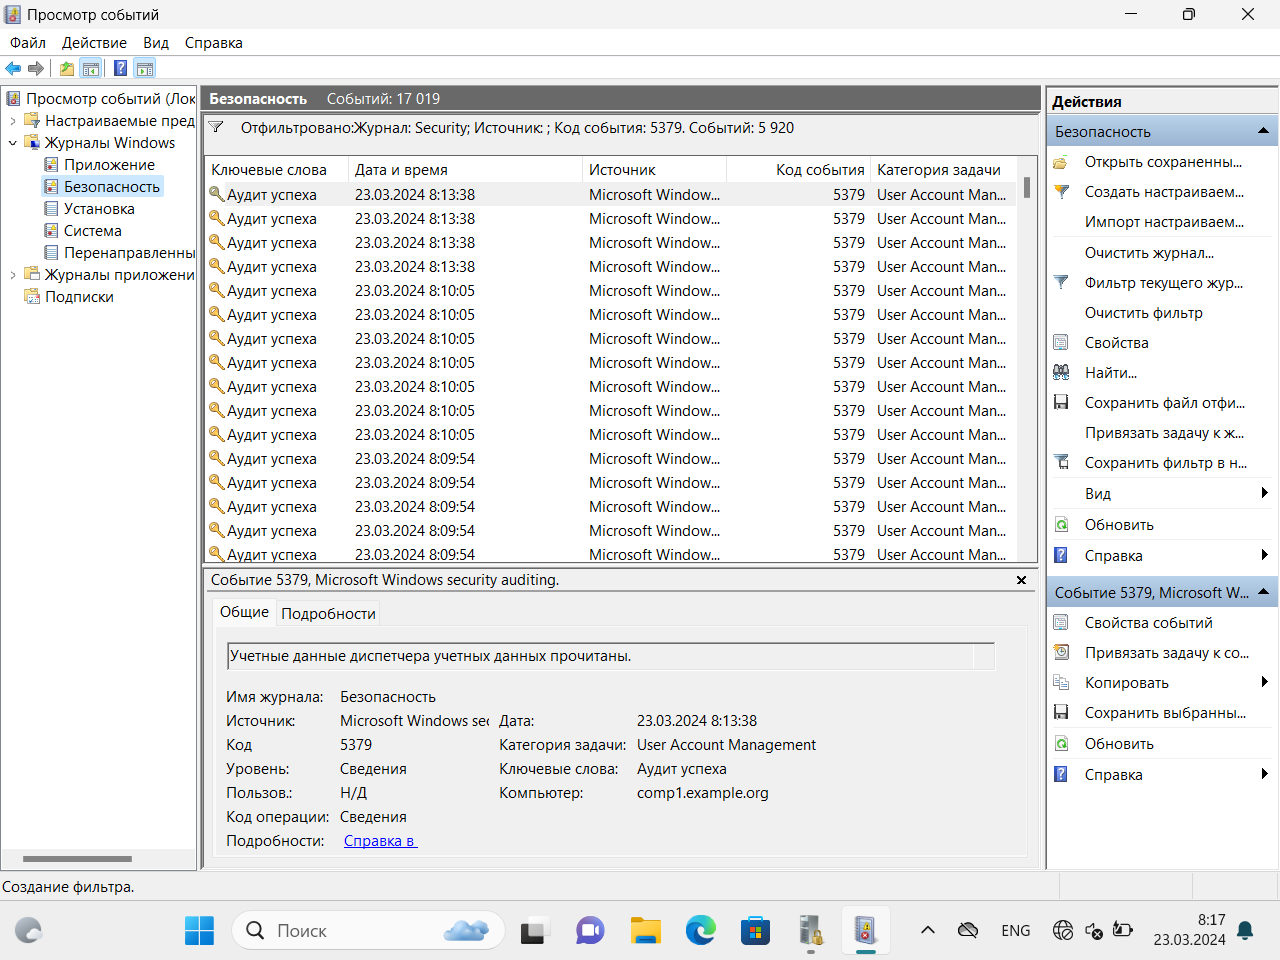 Просмотр событий
Файл Действие Вид Справка
Просмотр событий (Лок
Настраиваемые пред
Журналы Windows
Приложение
Безопасность
Установка
Система
Перенаправленны
Журналы приложени
Подписки
Безопасность Событий: 17 019
Отфильтровано:Журнал: Security; Источник: ; Код события: 5379. Событий: 5 920
Ключевые слова Дата и время Источник Код события Категория задачи
Аудит успеха 23.03.2024 8:13:38 Microsoft Window... 5379 User Account Man...
Аудит успеха 23.03.2024 8:13:38 Microsoft Window... 5379 User Account Man...
Аудит успеха 23.03.2024 8:13:38 Microsoft Window... 5379 User Account Man...
Аудит успеха 23.03.2024 8:13:38 Microsoft Window... 5379 User Account Man...
Аудит успеха 23.03.2024 8:10:05 Microsoft Window... 5379 User Account Man...
Аудит успеха 23.03.2024 8:10:05 Microsoft Window... 5379 User Account Man...
Аудит успеха 23.03.2024 8:10:05 Microsoft Window... 5379 User Account Man...
Аудит успеха 23.03.2024 8:10:05 Microsoft Window... 5379 User Account Man...
Аудит успеха 23.03.2024 8:10:05 Microsoft Window... 5379 User Account Man...
Аудит успеха 23.03.2024 8:10:05 Microsoft Window... 5379 User Account Man...
Аудит успеха 23.03.2024 8:10:05 Microsoft Window... 5379 User Account Man...
Аудит успеха 23.03.2024 8:09:54 Microsoft Window... 5379 User Account Man...
Аудит успеха 23.03.2024 8:09:54 Microsoft Window... 5379 User Account Man...
Аудит успеха 23.03.2024 8:09:54 Microsoft Window... 5379 User Account Man...
Аудит успеха 23.03.2024 8:09:54 Microsoft Window... 5379 User Account Man...
Аудит успеха 23.03.2024 8:09:54 Microsoft Window... 5379 User Account Man...
Событие 5379, Microsoft Windows security auditing.
Общие Подробности
Учетные данные диспетчера учетных данных прочитаны.
Имя журнала: Безопасность
Источник: Microsoft Windows sec Дата: 23.03.2024 8:13:38
Код 5379 Категория задачи: User Account Management
Уровень: Сведения Ключевые слова: Аудит успеха
Пользов.: Н/Д Компьютер: comp1.example.org
Код операции: Сведения
Подробности: Справка в
Действия
Безопасность
Открыть сохраненны...
Создать настраиваем...
Импорт настраиваем...
Очистить журнал...
Фильтр текущего жур...
Очистить фильтр
Свойства
Найти...
Сохранить файл отфи...
Привязать задачу к ж...
Сохранить фильтр в н...
Вид
Обновить
Справка
Событие 5379, Microsoft W...
Свойства событий
Привязать задачу к со...
Копировать
Сохранить выбранны...
Обновить
Справка
Создание фильтра.
Поиск
ENG
8:17
23.03.2024